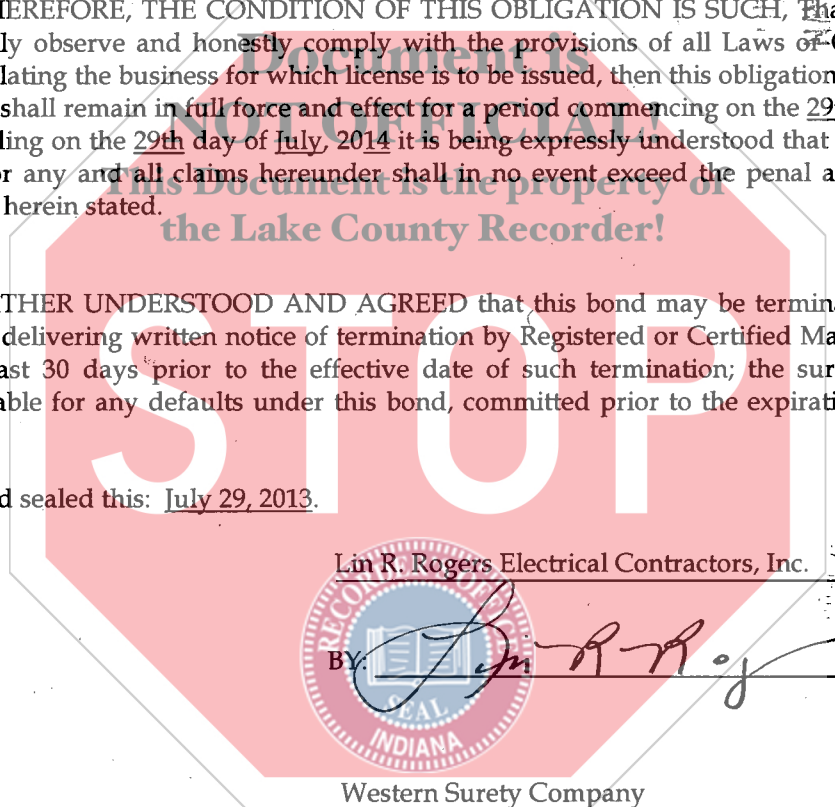 HEREFORE, THE CONDITION OF THIS OBLIGATION IS SUCH,
ly observe and honestly comply with the provisions of all Laws or
Document is
lating the business for which license is to be issued, then this obligation
shall remain in full force and effect for a period commencing on the 29
NOT OFFICIAL!
ling on the 29th day of July, 2014 it is being expressly understood that
or any and all claims hereunder shall in no event exceed the penal a
This Document is the property of
herein stated.
the Lake County Recorder!
THER UNDERSTOOD AND AGREED that this bond may be termin
delivering written notice of termination by Registered or Certified Ma
ast 30 days prior to the effective date of such termination; the sur
able for any defaults under this bond, committed prior to the expirati
STOP
d sealed this: July 29, 2013.
Lin R. Rogers Electrical Contractors, Inc.
RECORDER'S OFFICE
BY: Lin R Rog
SEAL
INDIANA
Western Surety Company